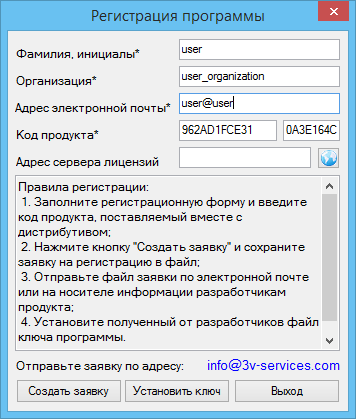 Регистрация программы
Фамилия, инициалы* user
Организация* user_organization
Адрес электронной почты* user@user
Код продукта* 962AD1FCE31 0A3E164C
Адрес сервера лицензий
Правила регистрации:
1. Заполните регистрационную форму и введите
код продукта, поставляемый вместе с
дистрибутивом;
2. Нажмите кнопку "Создать заявку" и сохраните
заявку на регистрацию в файл;
3. Отправьте файл заявки по электронной почте
или на носителе информации разработчикам
продукта;
4. Установите полученный от разработчиков файл
ключа программы.
Отправьте заявку по адресу: info@3v-services.com
Создать заявку Установить ключ Выход